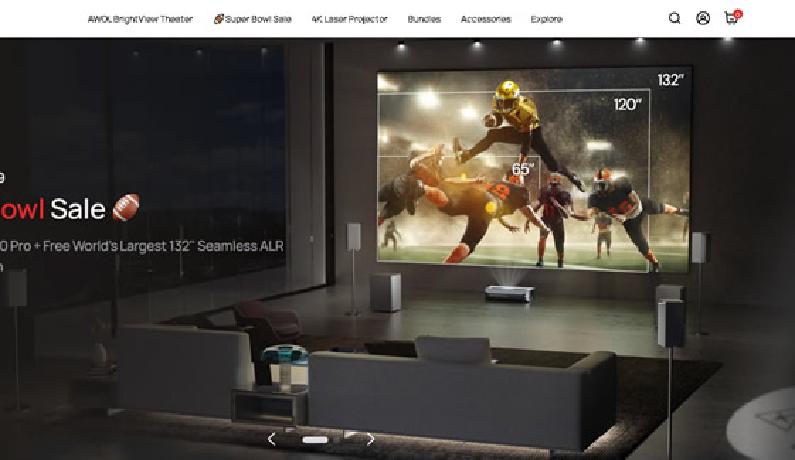 AWOL BrightView Theater 🏈Super Bowl Sale 4K Laser Projector Bundles Accessories Explore
132"
120"
65"
owl Sale 🏈
0 Pro + Free World's Largest 132" Seamless ALR